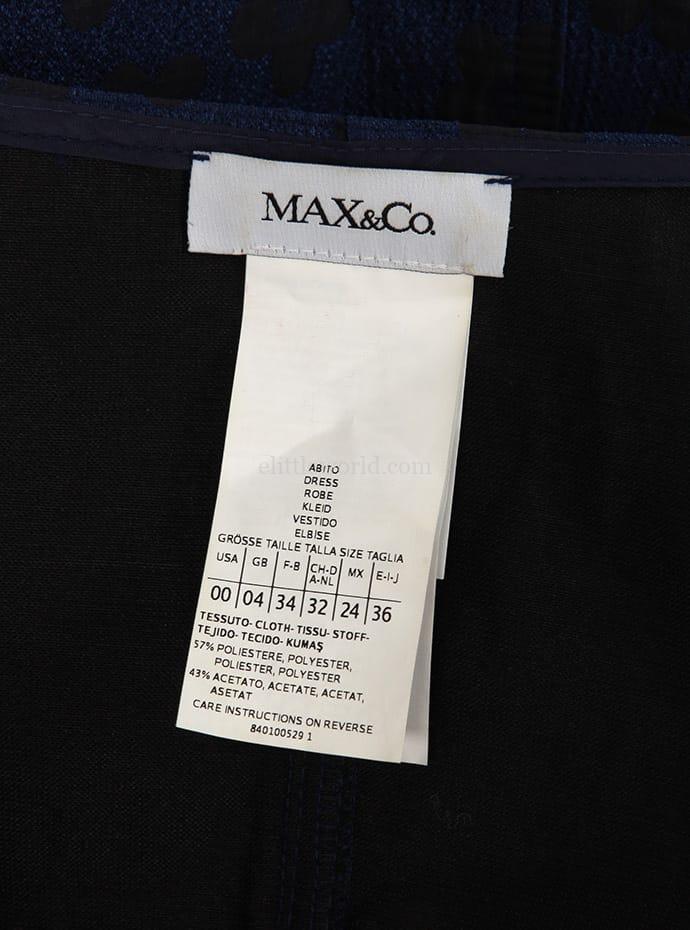 MAX&Co.
elittleworld.com
ABITO
DRESS
ROBE
KLEID
VESTIDO
ELBİSE
GRÖSSE TAILLE TALLA SIZE TAGLIA
USA GB F-B CH-D A-NL MX E-I-J
00 04 34 32 24 36
TESSUTO- CLOTH- TISSU- STOFF-
TEJIDO- TECIDO- KUMAŞ
57% POLIESTERE, POLYESTER,
POLIESTER, POLYESTER
43% ACETATO, ACETATE, ACETAT,
ASETAT
CARE INSTRUCTIONS ON REVERSE
840100529 1